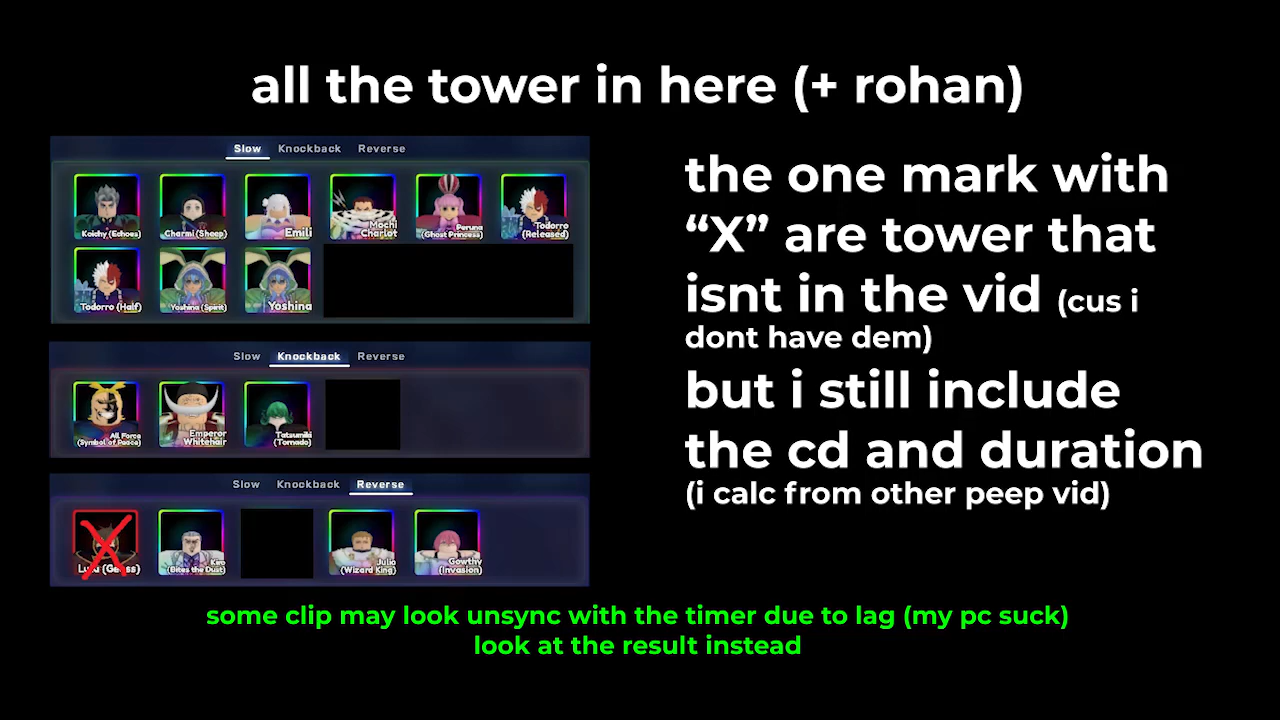 all the tower in here (+ rohan)
Slow Knockback Reverse
Koichy (Echoes)
Charmi (Sheep)
Emili
Mochi
Charlot
Peruna
(Ghost Princess)
Todorro
(Released)
Todorro (Half)
Yoshina (Spirit)
Yoshina
Slow Knockback Reverse
All Force
(Symbol of Peace)
Emperor
Whitehair
Tatsumiki
(Tornado)
Slow Knockback Reverse
Kiro
(Bites the Dust)
Julio
(Wizard King)
Gowthy
(Invasion)
the one mark with
“X” are tower that
isnt in the vid (cus i
dont have dem)
but i still include
the cd and duration
(i calc from other peep vid)
some clip may look unsync with the timer due to lag (my pc suck)
look at the result instead